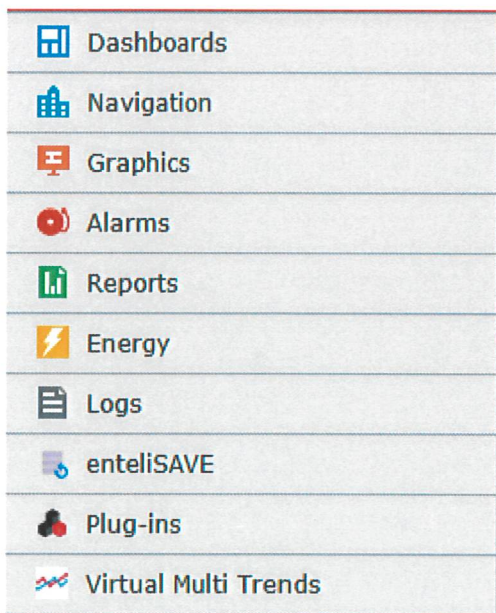 Dashboards
Navigation
Graphics
Alarms
Reports
Energy
Logs
enteliSAVE
Plug-ins
Virtual Multi Trends